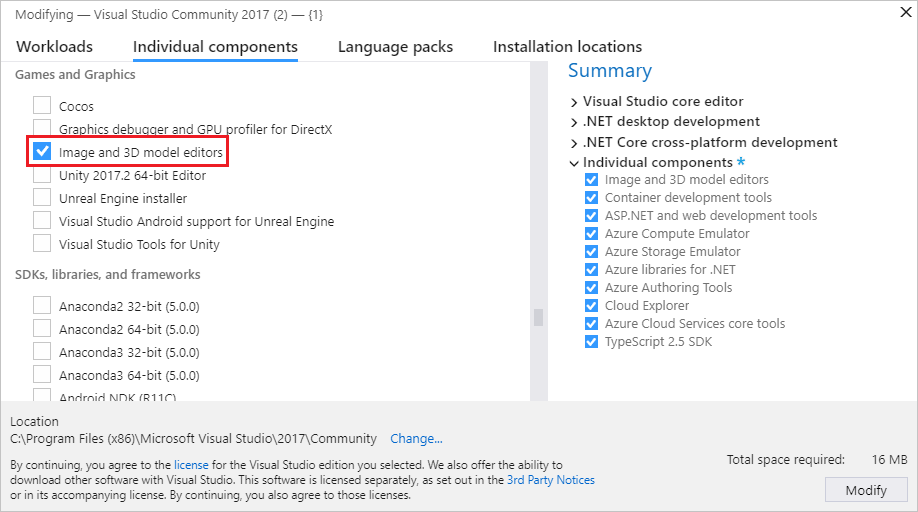 Modifying — Visual Studio Community 2017 (2) — {1}
Workloads
Individual components
Language packs
Installation locations
Games and Graphics
Cocos
Graphics debugger and GPU profiler for DirectX
Image and 3D model editors
Unity 2017.2 64-bit Editor
Unreal Engine installer
Visual Studio Android support for Unreal Engine
Visual Studio Tools for Unity
SDKs, libraries, and frameworks
Anaconda2 32-bit (5.0.0)
Anaconda2 64-bit (5.0.0)
Anaconda3 32-bit (5.0.0)
Anaconda3 64-bit (5.0.0)
Android NDK (R11C)
Summary
Visual Studio core editor
.NET desktop development
.NET Core cross-platform development
Individual components *
Image and 3D model editors
Container development tools
ASP.NET and web development tools
Azure Compute Emulator
Azure Storage Emulator
Azure libraries for .NET
Azure Authoring Tools
Cloud Explorer
Azure Cloud Services core tools
TypeScript 2.5 SDK
Location
C:\Program Files (x86)\Microsoft Visual Studio\2017\Community Change...
By continuing, you agree to the license for the Visual Studio edition you selected. We also offer the ability to
download other software with Visual Studio. This software is licensed separately, as set out in the 3rd Party Notices
or in its accompanying license. By continuing, you also agree to those licenses.
Total space required: 16 MB
Modify